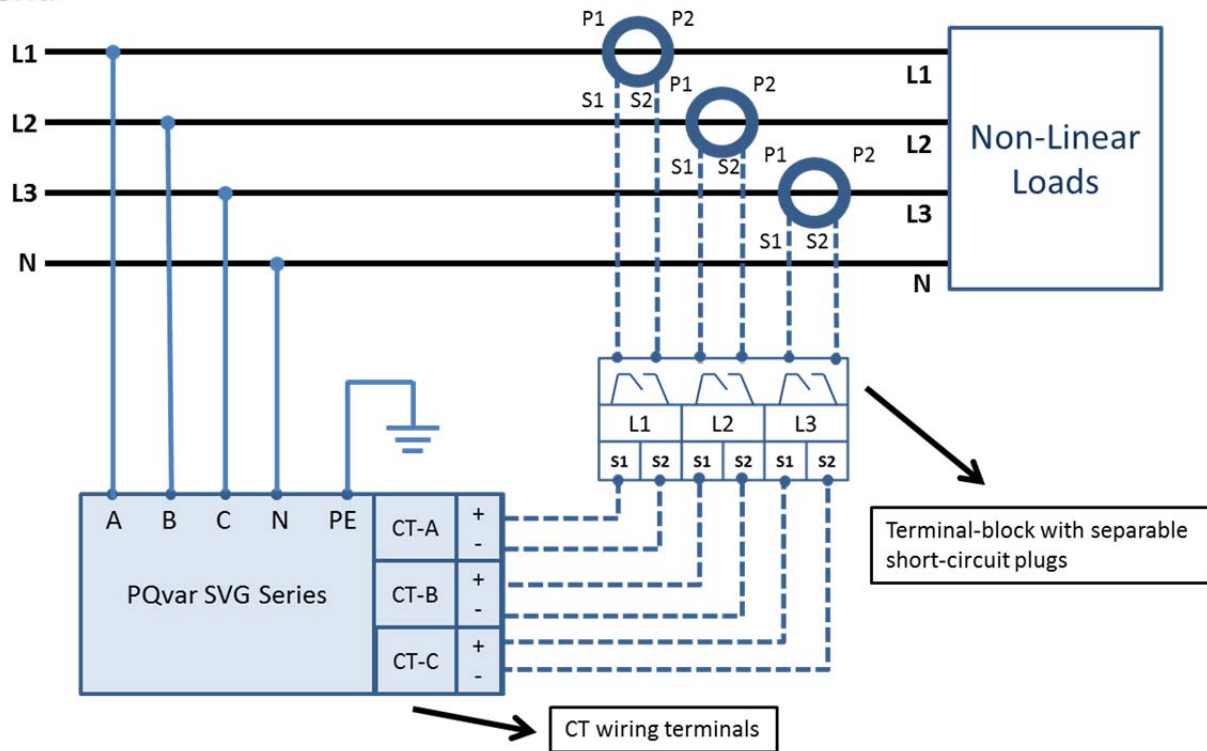 P1 P2
L1
L1
P1 P2
S1 S2
L2
L2
P1 P2
S1 S2
L3
L3
S1 S2
N
N
Non-Linear
Loads
L1 L2 L3
S1 S2 S1 S2 S1 S2
A B C N PE
CT-A + -
CT-B + -
CT-C + -
PQvar SVG Series
Terminal-block with separable
short-circuit plugs
CT wiring terminals